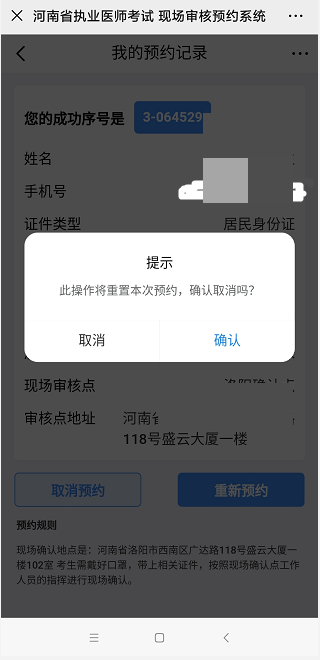 河南省执业医师考试 现场审核预约系统
我的预约记录
您的成功序号是 3-064529
姓名
手机号
证件类型 居民身份证
提示
此操作将重置本次预约，确认取消吗？
取消 确认
现场审核点
审核点地址 河南省
118号盛云大厦一楼
取消预约 重新预约
预约规则
现场确认地点是：河南省洛阳市西南区广达路118号盛云大厦一
楼102室 考生需戴好口罩，带上相关证件，按照现场确认点工作
人员的指挥进行现场确认。